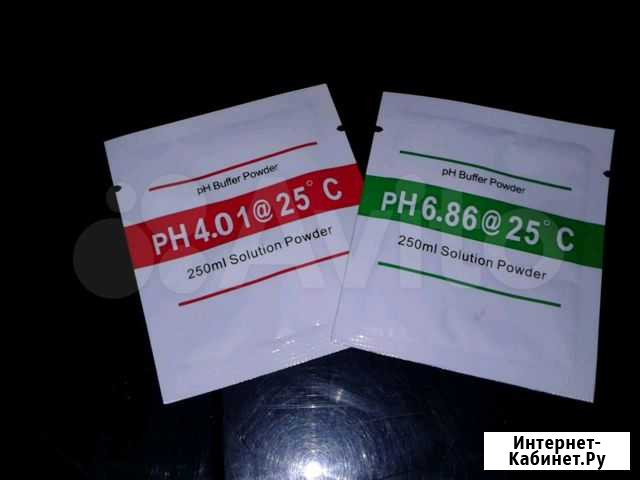 pH Buffer Powder
PH 4.01@ 25°C
250ml Solution Powder
pH Buffer Powder
PH 6.86@ 25°C
250ml Solution Powder
Avito
Интернет-
Кабинет.Ру